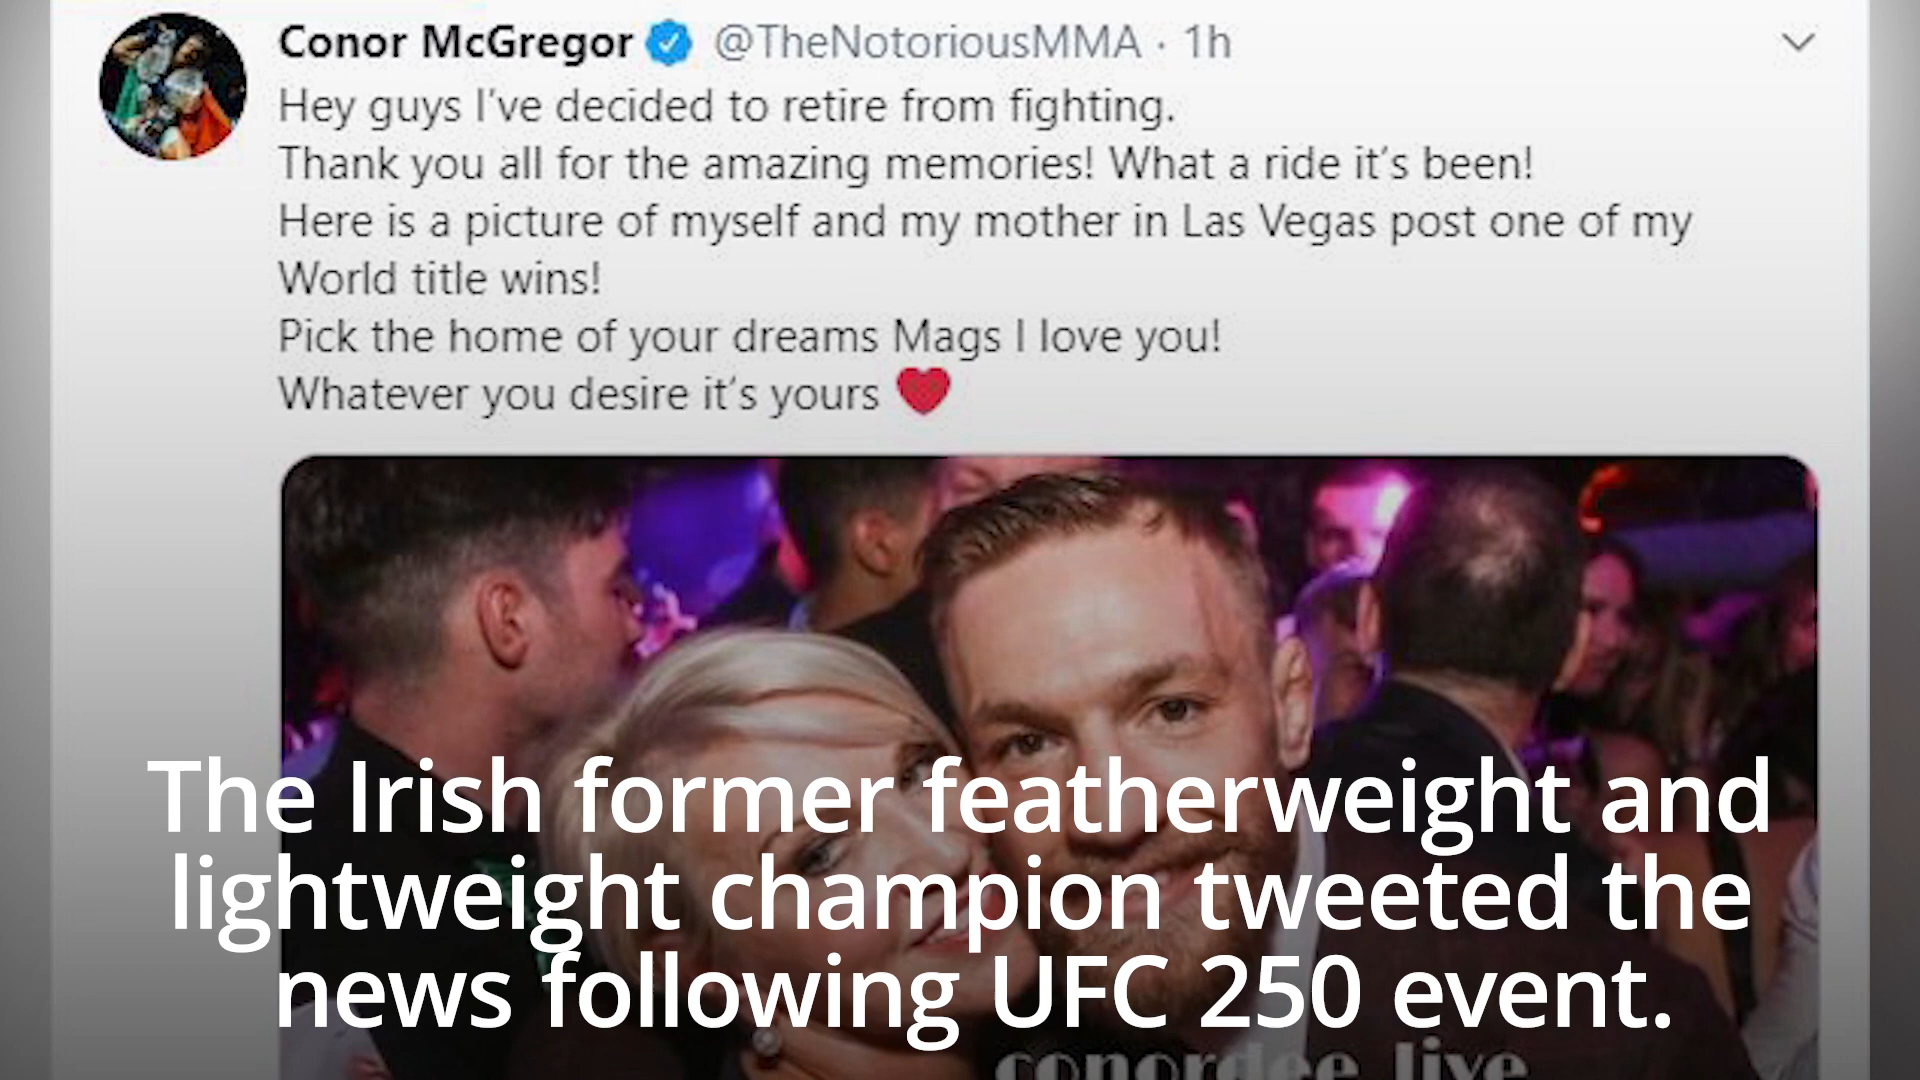 Conor McGregor @TheNotoriousMMA · 1h
Hey guys I've decided to retire from fighting.
Thank you all for the amazing memories! What a ride it's been!
Here is a picture of myself and my mother in Las Vegas post one of my
World title wins!
Pick the home of your dreams Mags I love you!
Whatever you desire it's yours ❤
The Irish former featherweight and
lightweight champion tweeted the
news following UFC 250 event.
conordee live